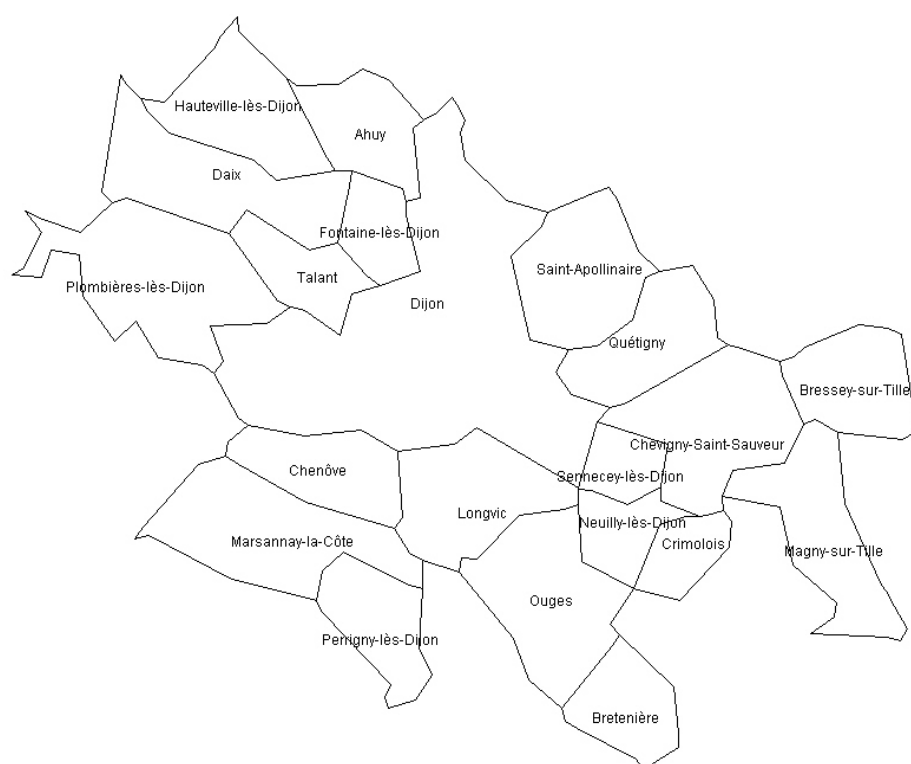 Hauteville-lès-Dijon
Ahuy
Daix
Fontaine-lès-Dijon
Saint-Apollinaire
Talant
Plombières-lès-Dijon
Dijon
Quétigny
Bressey-sur-Tille
Chevigny-Saint-Sauveur
Chenôve
Sennecey-lès-Dijon
Longvic
Neuilly-lès-Dijon
Marsannay-la-Côte
Crimolois
Magny-sur-Tille
Ouges
Perrigny-lès-Dijon
Bretenière